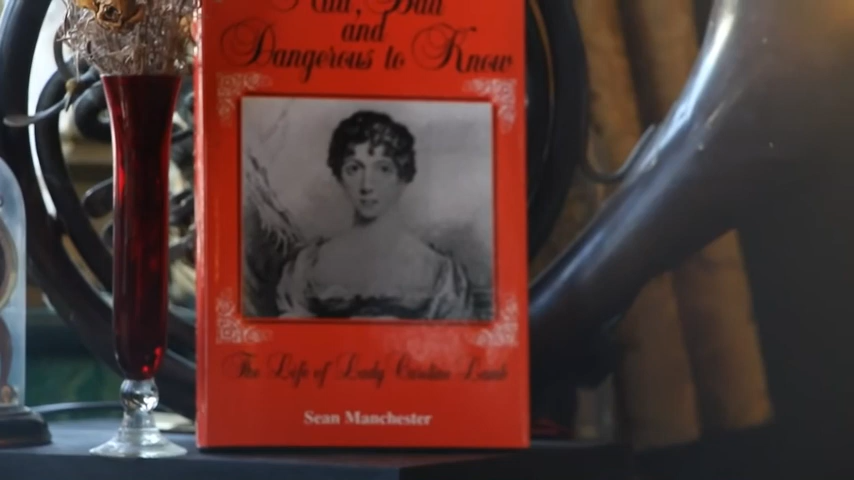 Mad, Bad
and
Dangerous to Know
The Life of Lady Caroline Lamb
Sean Manchester